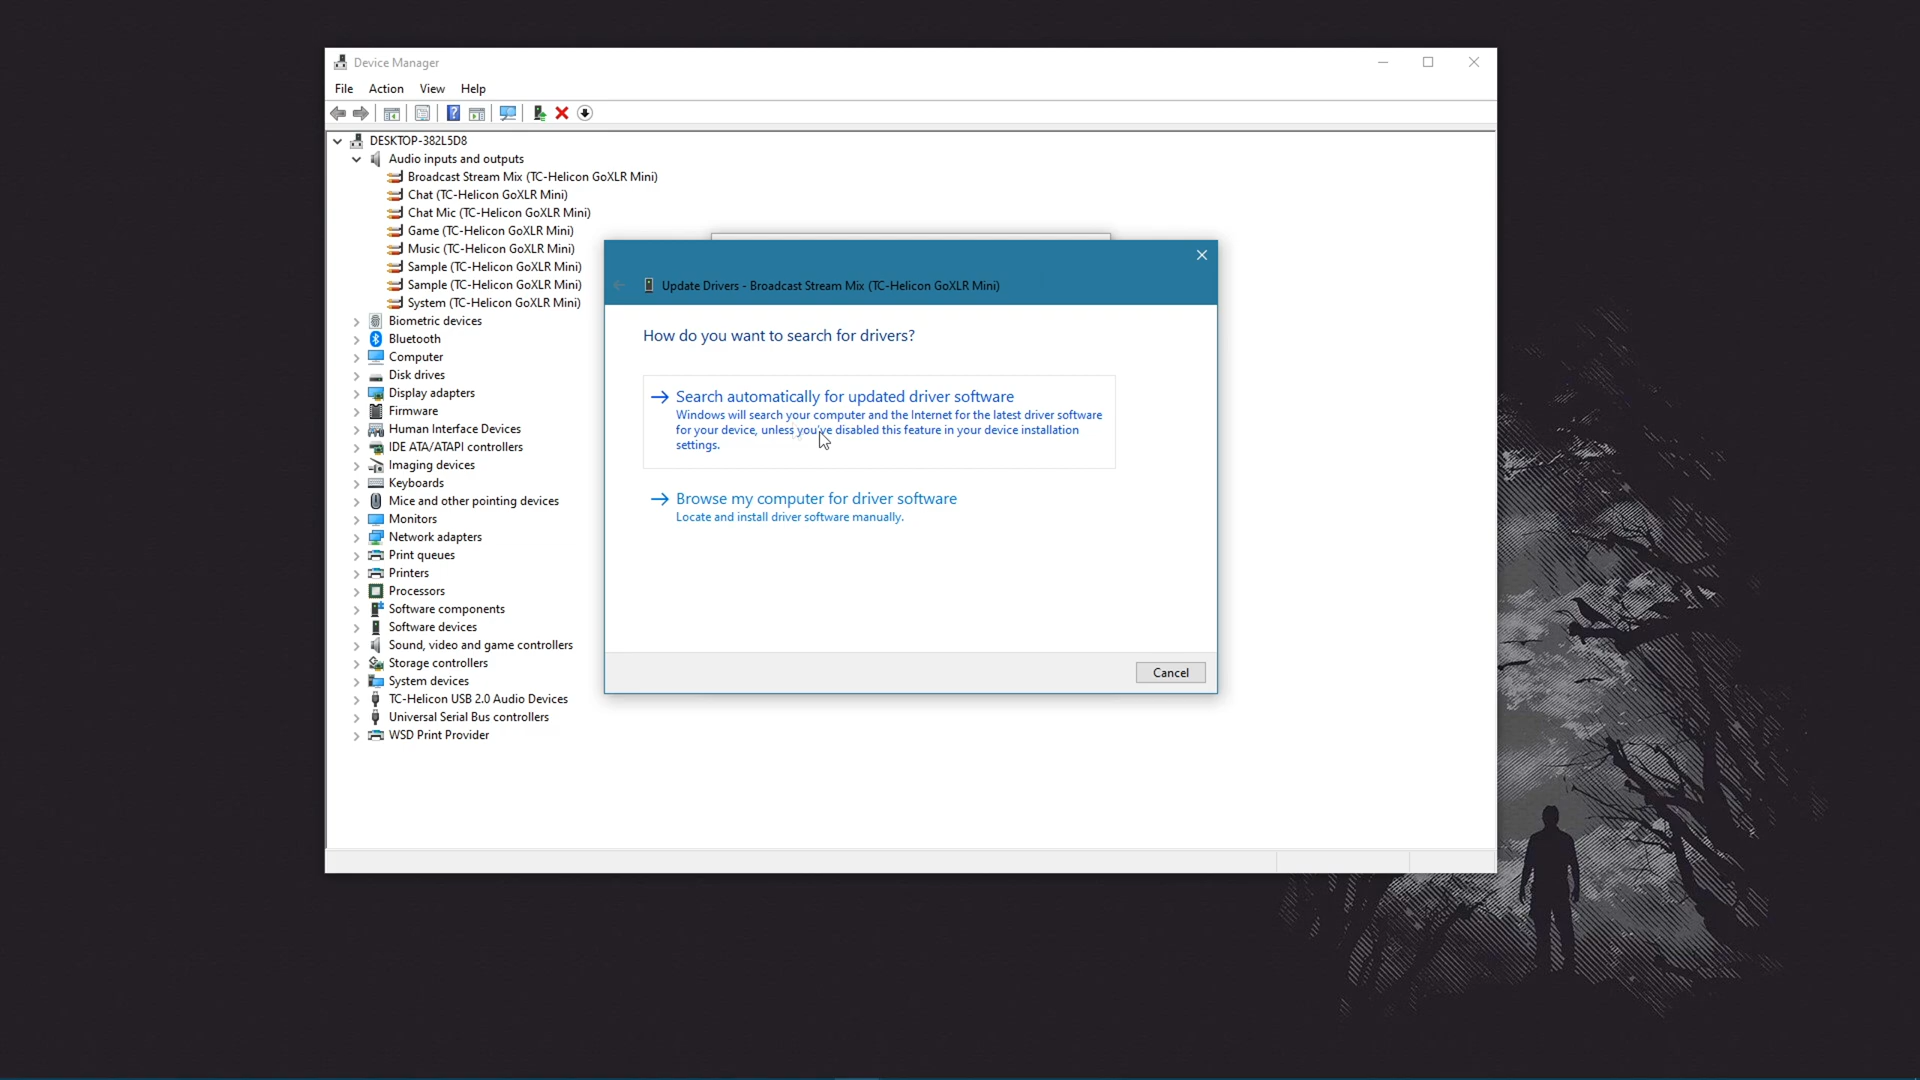 Device Manager
File Action View Help
DESKTOP-382L5D8
Audio inputs and outputs
Broadcast Stream Mix (TC-Helicon GoXLR Mini)
Chat (TC-Helicon GoXLR Mini)
Chat Mic (TC-Helicon GoXLR Mini)
Game (TC-Helicon GoXLR Mini)
Music (TC-Helicon GoXLR Mini)
Sample (TC-Helicon GoXLR Mini)
Sample (TC-Helicon GoXLR Mini)
System (TC-Helicon GoXLR Mini)
Biometric devices
Bluetooth
Computer
Disk drives
Display adapters
Firmware
Human Interface Devices
IDE ATA/ATAPI controllers
Imaging devices
Keyboards
Mice and other pointing devices
Monitors
Network adapters
Print queues
Printers
Processors
Software components
Software devices
Sound, video and game controllers
Storage controllers
System devices
TC-Helicon USB 2.0 Audio Devices
Universal Serial Bus controllers
WSD Print Provider
Update Drivers - Broadcast Stream Mix (TC-Helicon GoXLR Mini)
How do you want to search for drivers?
Search automatically for updated driver software
Windows will search your computer and the Internet for the latest driver software
for your device, unless you've disabled this feature in your device installation
settings.
Browse my computer for driver software
Locate and install driver software manually.
Cancel